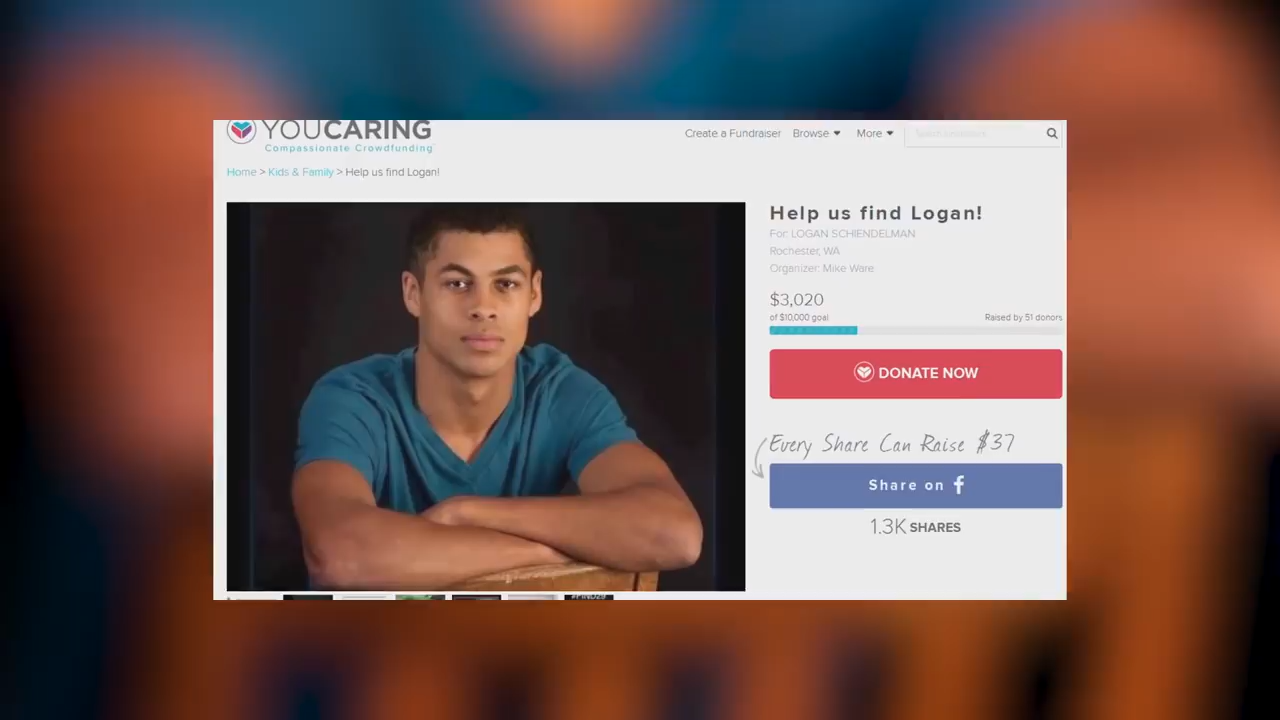 YOUCARING
Compassionate Crowdfunding
Create a Fundraiser Browse More
Home > Kids & Family > Help us find Logan!
Help us find Logan!
For: LOGAN SCHIENDELMAN
Rochester, WA
Organizer: Mike Ware
$3,020
of $10,000 goal Raised by 51 donors
DONATE NOW
Every Share Can Raise $37
Share on f
1.3K SHARES